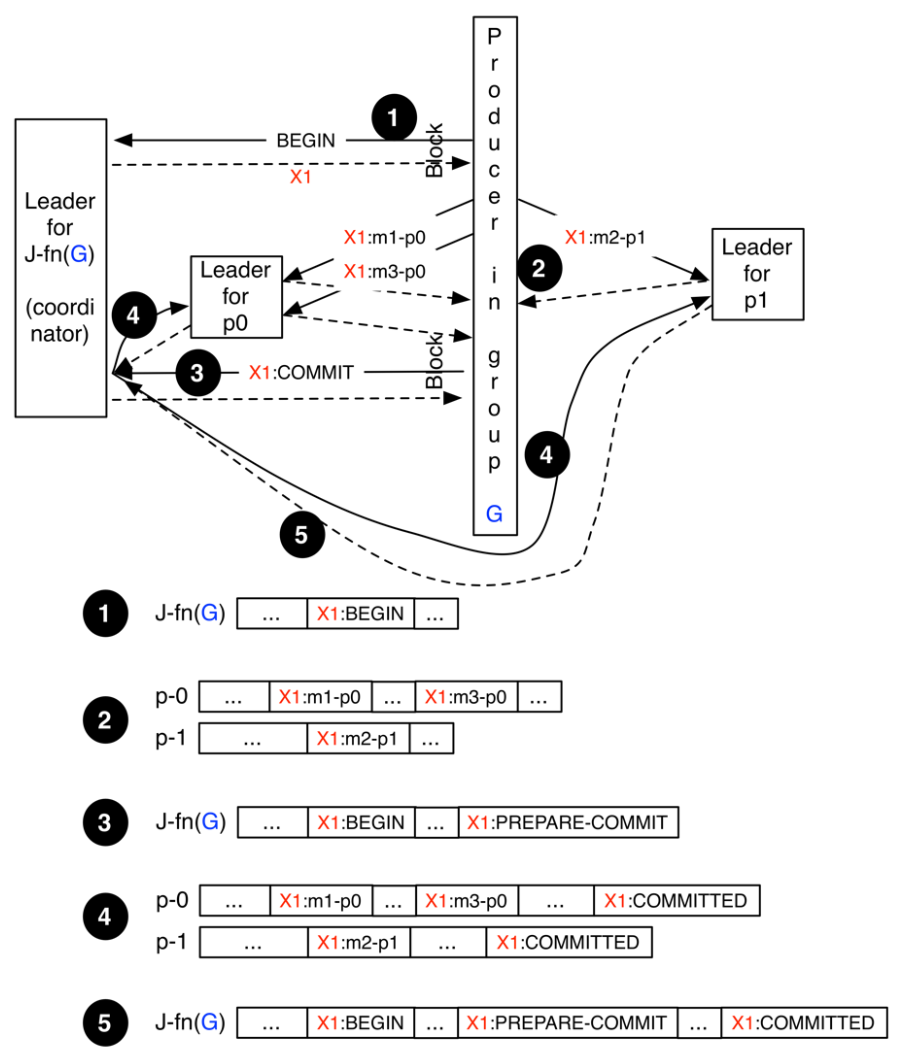 Producer in group G
1
BEGIN
Block
X1
Leader
for
J-fn(G)
(coordi
nator)
X1:m1-p0
X1:m2-p1
X1:m3-p0
2
Leader
for
p0
Leader
for
p1
4
3
X1:COMMIT
Block
4
5
1 J-fn(G) ... X1:BEGIN ...
2
p-0 ... X1:m1-p0 ... X1:m3-p0 ...
p-1 ... X1:m2-p1 ...
3 J-fn(G) ... X1:BEGIN ... X1:PREPARE-COMMIT
4
p-0 ... X1:m1-p0 ... X1:m3-p0 ... X1:COMMITTED
p-1 ... X1:m2-p1 ... X1:COMMITTED
5 J-fn(G) ... X1:BEGIN ... X1:PREPARE-COMMIT ... X1:COMMITTED